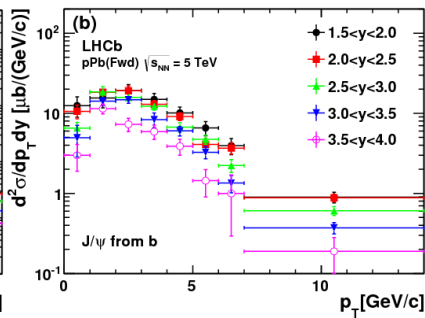 (b)
LHCb
pPb(Fwd) √sNN = 5 TeV
1.5<y<2.0
2.0<y<2.5
2.5<y<3.0
3.0<y<3.5
3.5<y<4.0
J/ψ from b
d²σ/dpTdy [μb/(GeV/c)]
10²
10
1
10⁻¹
0 5 10
pT[GeV/c]